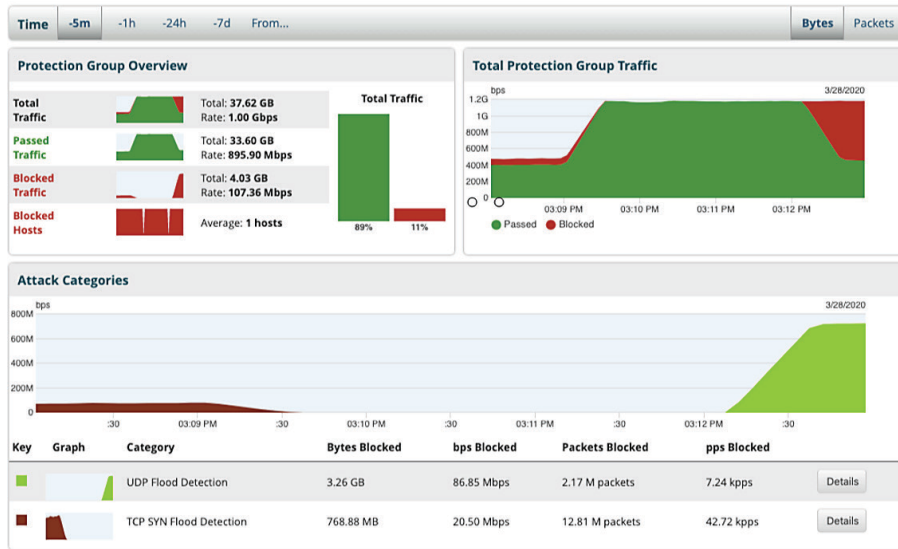 Time -5m -1h -24h -7d From... Bytes Packets
Protection Group Overview
Total Traffic
Total: 37.62 GB
Rate: 1.00 Gbps
Passed Traffic
Total: 33.60 GB
Rate: 895.90 Mbps
Blocked Traffic
Total: 4.03 GB
Rate: 107.36 Mbps
Blocked Hosts
Average: 1 hosts
Total Traffic
89% 11%
Total Protection Group Traffic
bps 3/28/2020
1.2G
1G
800M
600M
400M
200M
0
03:09 PM 03:10 PM 03:11 PM 03:12 PM
Passed Blocked
Attack Categories
bps 3/28/2020
800M
600M
400M
200M
0
:30 03:09 PM :30 03:10 PM :30 03:11 PM :30 03:12 PM :30
Key Graph Category Bytes Blocked bps Blocked Packets Blocked pps Blocked
UDP Flood Detection 3.26 GB 86.85 Mbps 2.17 M packets 7.24 kpps Details
TCP SYN Flood Detection 768.88 MB 20.50 Mbps 12.81 M packets 42.72 kpps Details